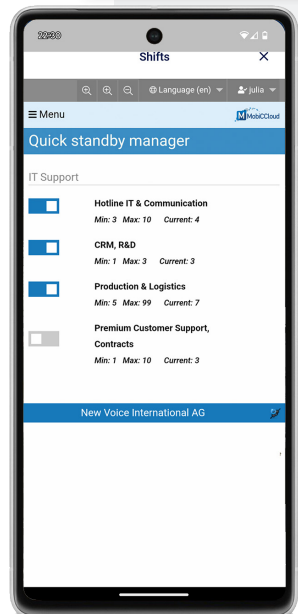 22:30
Shifts
Language (en)
julia
Menu
MobiCCloud
Quick standby manager
IT Support
Hotline IT & Communication
Min: 3 Max: 10 Current: 4
CRM, R&D
Min: 1 Max: 3 Current: 3
Production & Logistics
Min: 5 Max: 99 Current: 7
Premium Customer Support,
Contracts
Min: 1 Max: 10 Current: 3
New Voice International AG